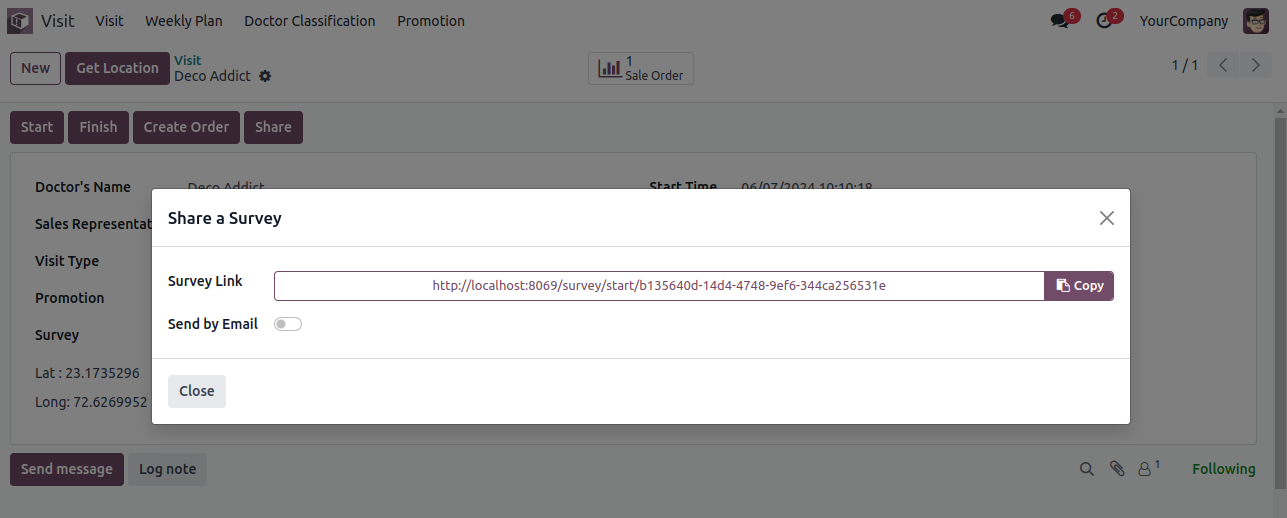 Visit Visit Weekly Plan Doctor Classification Promotion 6 2 YourCompany
New Get Location Visit 1 1 / 1
Deco Addict Sale Order
Start Finish Create Order Share
Doctor's Name Deco Addict Start Time 06/07/2024 10:10:18
Share a Survey
Sales Representat
Visit Type
Survey Link http://localhost:8069/survey/start/b135640d-14d4-4748-9ef6-344ca256531e Copy
Promotion
Send by Email
Survey
Lat : 23.1735296
Close
Long: 72.6269952
Send message Log note 1 Following